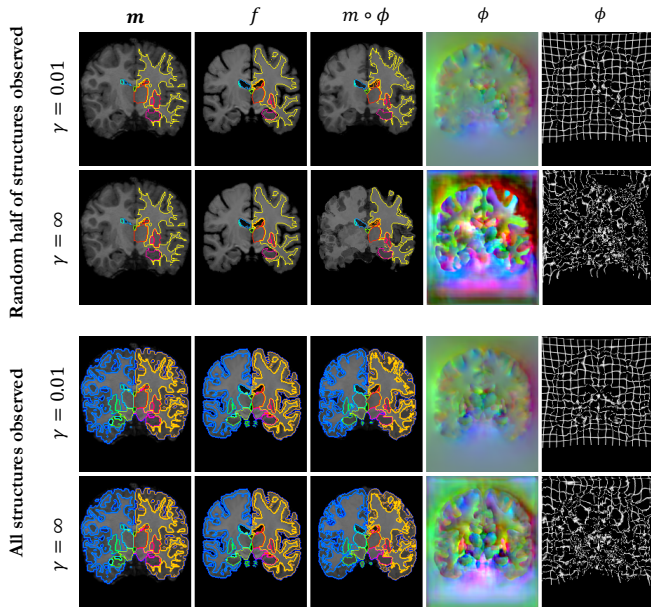 m f m ∘ ϕ ϕ ϕ
Random half of structures observed
γ = 0.01
γ = ∞
All structures observed
γ = 0.01
γ = ∞